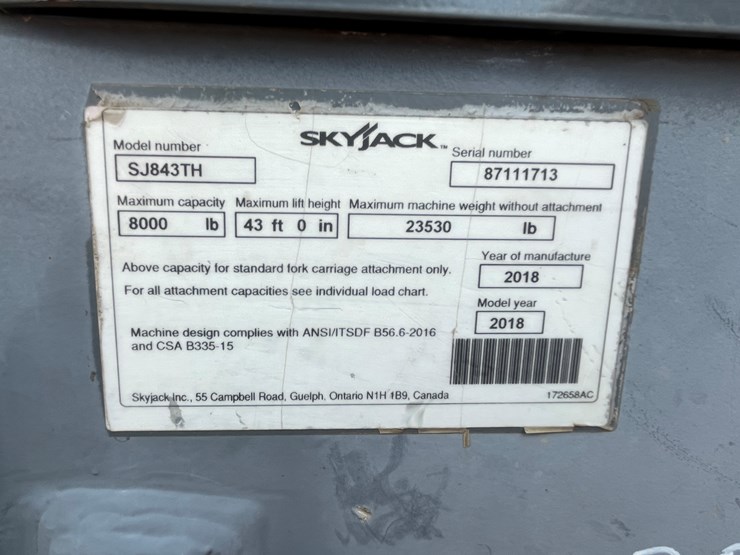 SKYJACK™
Model number
SJ843TH
Serial number
87111713
Maximum capacity Maximum lift height Maximum machine weight without attachment
8000 lb 43 ft 0 in 23530 lb
Above capacity for standard fork carriage attachment only.
For all attachment capacities see individual load chart.
Year of manufacture
2018
Model year
2018
Machine design complies with ANSI/ITSDF B56.6-2016
and CSA B335-15
Skyjack Inc., 55 Campbell Road, Guelph, Ontario N1H 1B9, Canada
172658AC